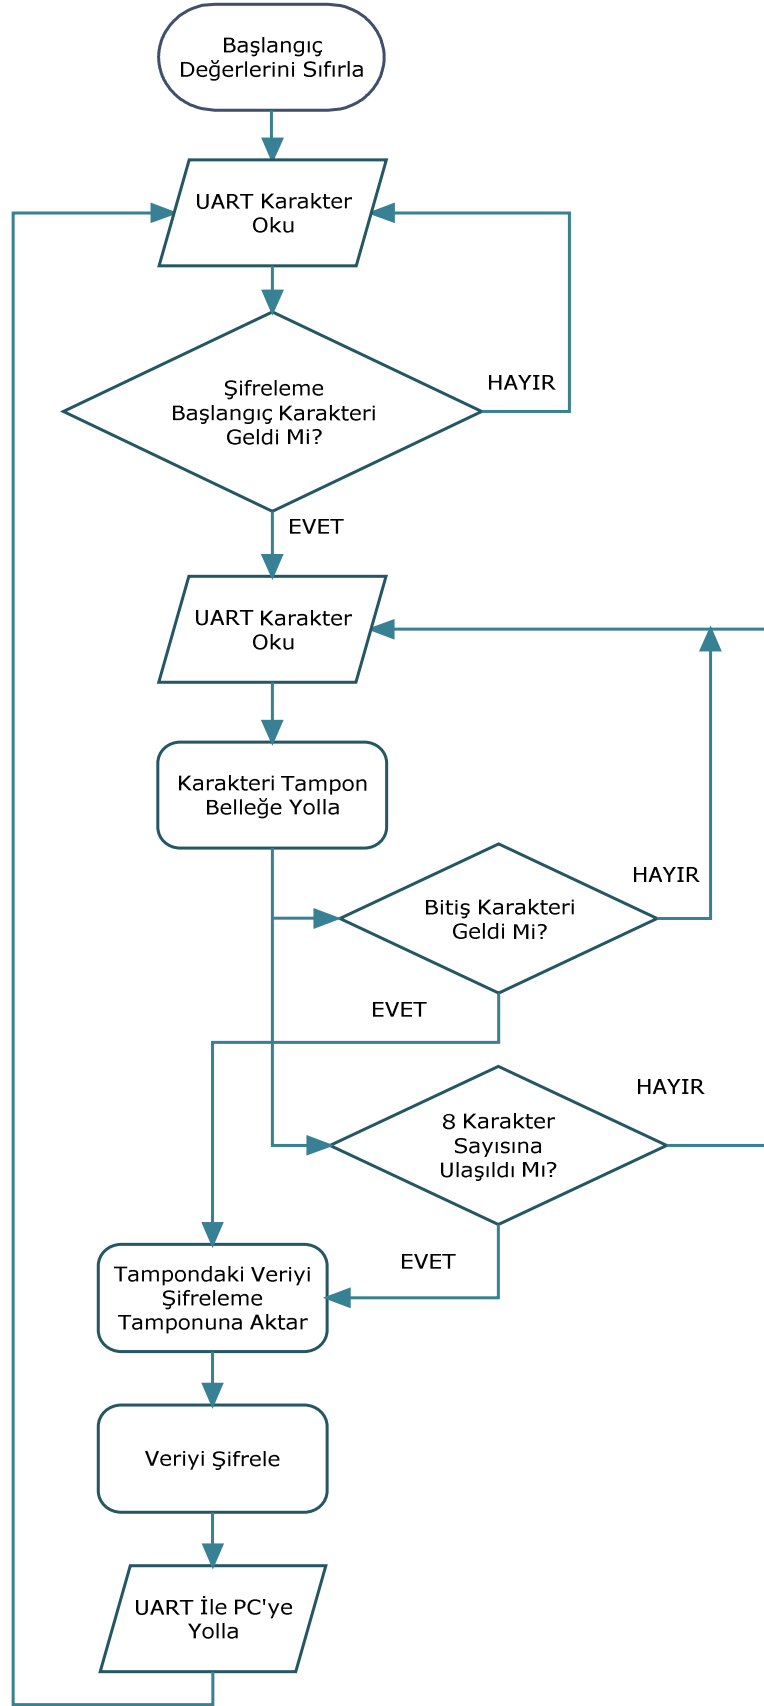 Başlangıç
Değerlerini Sıfırla
UART Karakter
Oku
Şifreleme
Başlangıç Karakteri
Geldi Mi?
HAYIR
EVET
UART Karakter
Oku
Karakteri Tampon
Belleğe Yolla
HAYIR
Bitiş Karakteri
Geldi Mi?
EVET
HAYIR
8 Karakter
Sayısına
Ulaşıldı Mı?
EVET
Tampondaki Veriyi
Şifreleme
Tamponuna Aktar
Veriyi Şifrele
UART İle PC'ye
Yolla